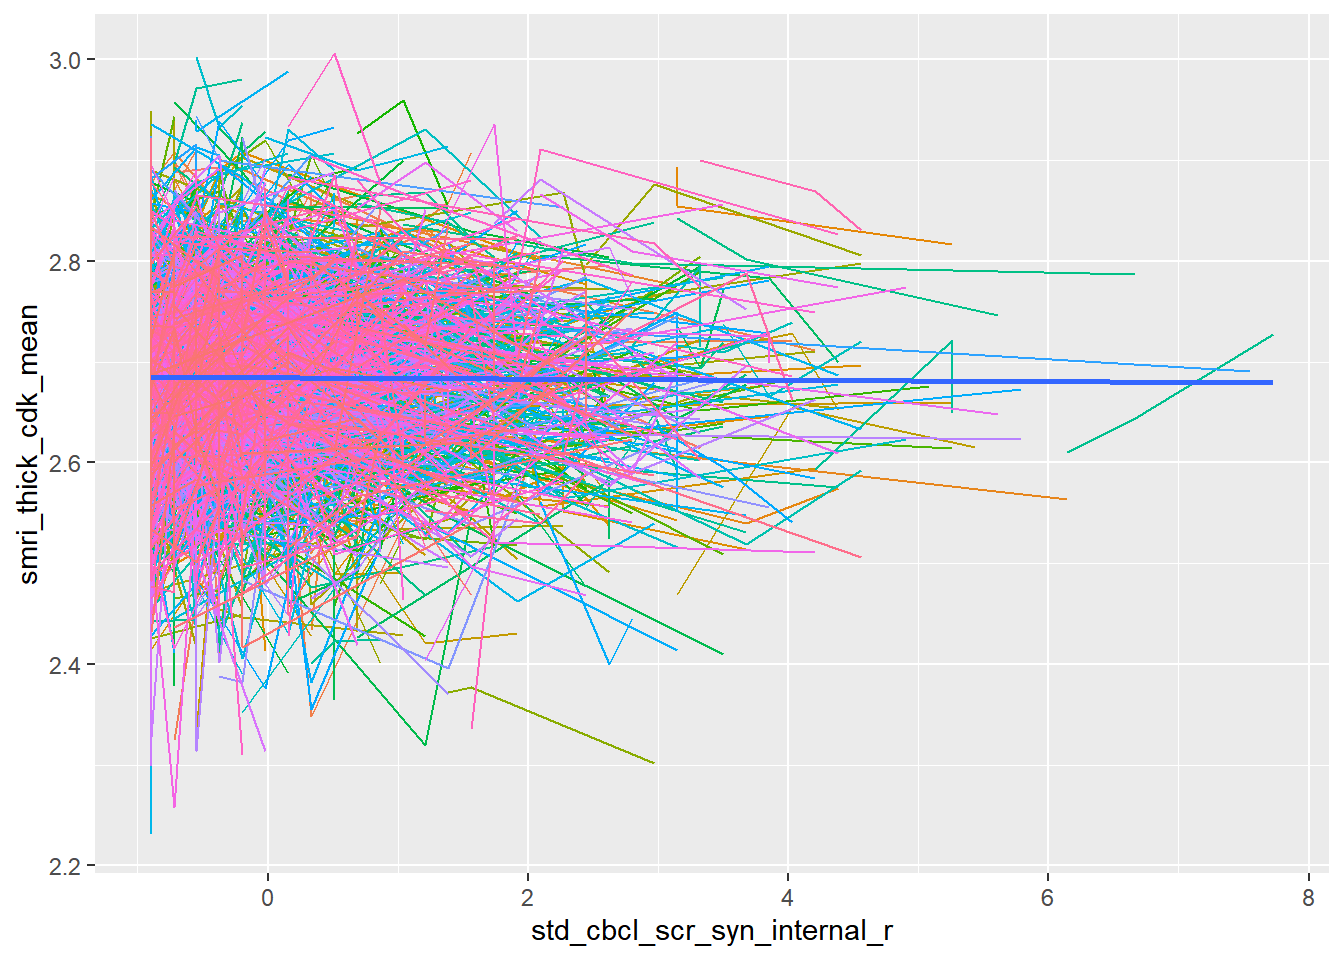 3.0
2.8
2.6
2.4
2.2
smri_thick_cdk_mean
0 2 4 6 8
std_cbcl_scr_syn_internal_r